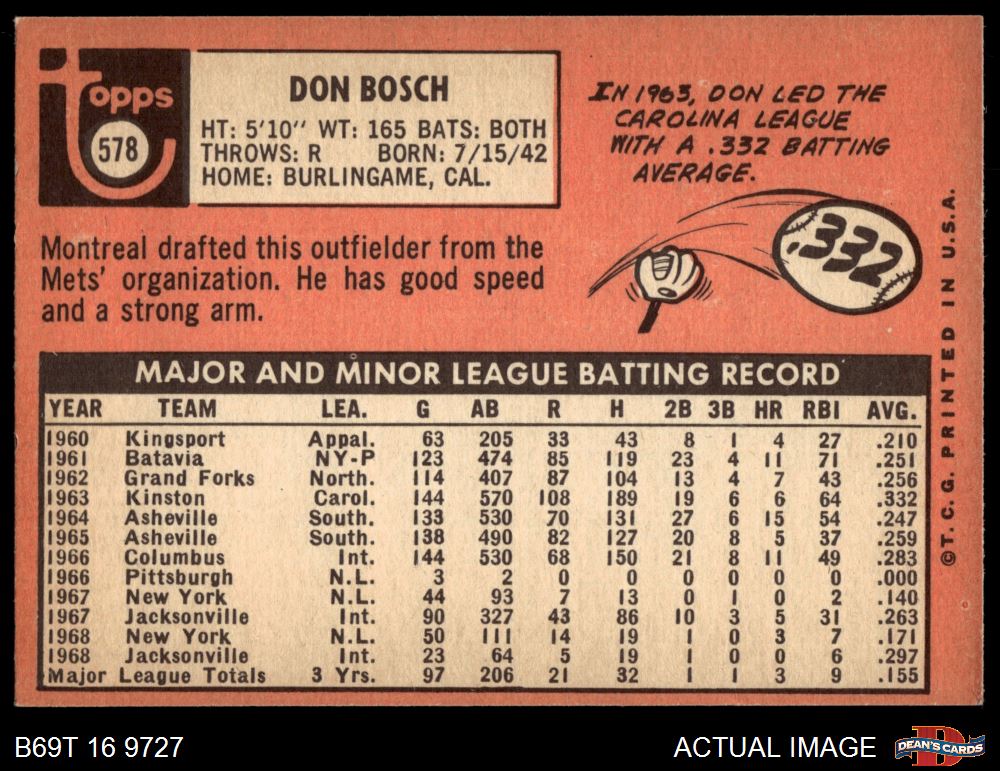 Topps
578
DON BOSCH
HT: 5'10" WT: 165 BATS: BOTH
THROWS: R BORN: 7/15/42
HOME: BURLINGAME, CAL.
IN 1963, DON LED THE
CAROLINA LEAGUE
WITH A .332 BATTING
AVERAGE.
.332
Montreal drafted this outfielder from the
Mets' organization. He has good speed
and a strong arm.
MAJOR AND MINOR LEAGUE BATTING RECORD
YEAR TEAM LEA. G AB R H 2B 3B HR RBI AVG.
1960 Kingsport Appal. 63 205 33 43 8 1 4 27 .210
1961 Batavia NY-P 123 474 85 119 23 4 11 71 .251
1962 Grand Forks North. 114 407 87 104 13 4 7 43 .256
1963 Kinston Carol. 144 570 108 189 19 6 6 64 .332
1964 Asheville South. 133 530 70 131 27 6 15 54 .247
1965 Asheville South. 138 490 82 127 20 8 5 37 .259
1966 Columbus Int. 144 530 68 150 21 8 11 49 .283
1966 Pittsburgh N.L. 3 2 0 0 0 0 0 0 .000
1967 New York N.L. 44 93 7 13 0 1 0 2 .140
1967 Jacksonville Int. 90 327 43 86 10 3 5 31 .263
1968 New York N.L. 50 111 14 19 1 0 3 7 .171
1968 Jacksonville Int. 23 64 5 19 1 0 0 6 .297
Major League Totals 3 Yrs. 97 206 21 32 1 1 3 9 .155
©T.C.G. PRINTED IN U.S.A.
B69T 16 9727
ACTUAL IMAGE
DEAN'S CARDS